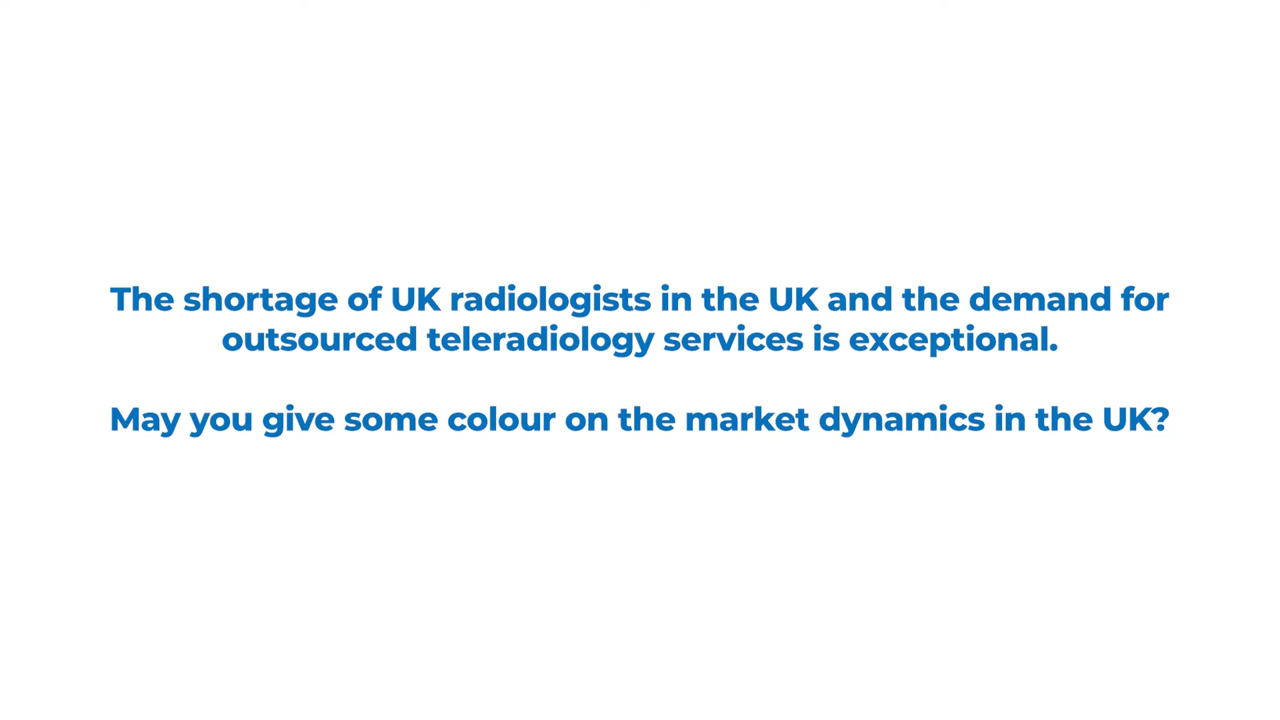 The shortage of UK radiologists in the UK and the demand for
outsourced teleradiology services is exceptional.
May you give some colour on the market dynamics in the UK?